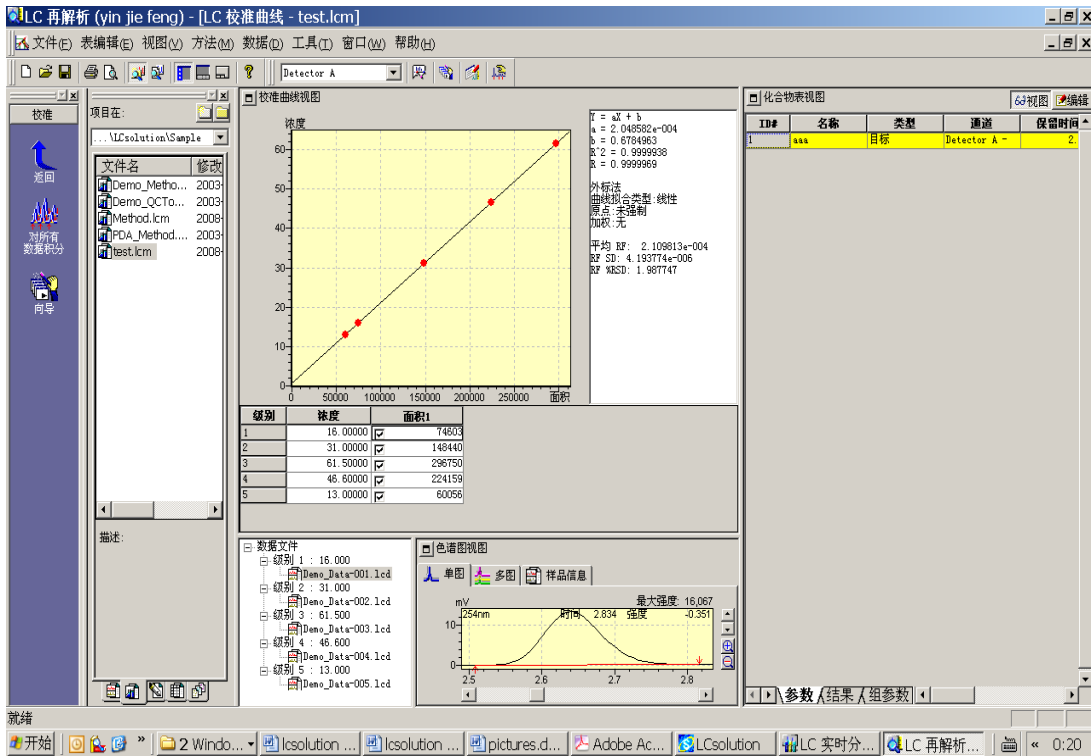 LC 再解析 (yin jie feng) - [LC 校准曲线 - test.lcm]
文件(F) 表编辑(E) 视图(V) 方法(M) 数据(D) 工具(T) 窗口(W) 帮助(H)
Detector A
校准
返回
对所有
数据积分
向导
项目在:
...\LCsolution\Sample
文件名 修改
Demo_Metho... 2003-
Demo_QCTo... 2003-
Method.lcm 2008-
PDA_Method.... 2003-
test.lcm 2008-
描述:
校准曲线视图
浓度
60
50
40
30
20
10
0
0 50000 100000 150000 200000 250000 面积
Y = aX + b
a = 2.048582e-004
b = 0.6784963
R^2 = 0.9999938
R = 0.9999969
外标法
曲线拟合类型:线性
原点:未强制
加权:无
平均 RF: 2.109813e-004
RF SD: 4.193774e-006
RF %RSD: 1.987747
级别 浓度 面积1
1 16.00000 74603
2 31.00000 148440
3 61.50000 296750
4 46.60000 224159
5 13.00000 60056
数据文件
级别 1 : 16.000
Demo_Data-001.lcd
级别 2 : 31.000
Demo_Data-002.lcd
级别 3 : 61.500
Demo_Data-003.lcd
级别 4 : 46.600
Demo_Data-004.lcd
级别 5 : 13.000
Demo_Data-005.lcd
色谱图视图
单图 多图 样品信息
mV 最大强度: 16,067
254nm 时间 2.834 强度 -0.351
10
0
2.5 2.6 2.7 2.8
化合物表视图 视图 编辑
ID# 名称 类型 通道 保留时间
1 aaa 目标 Detector A - 2.
参数 结果 组参数
就绪
开始 » 2 Windo... lcsolution ... lcsolution ... pictures.d... Adobe Ac... LCsolution LC 实时分... LC 再解析... « 0:20